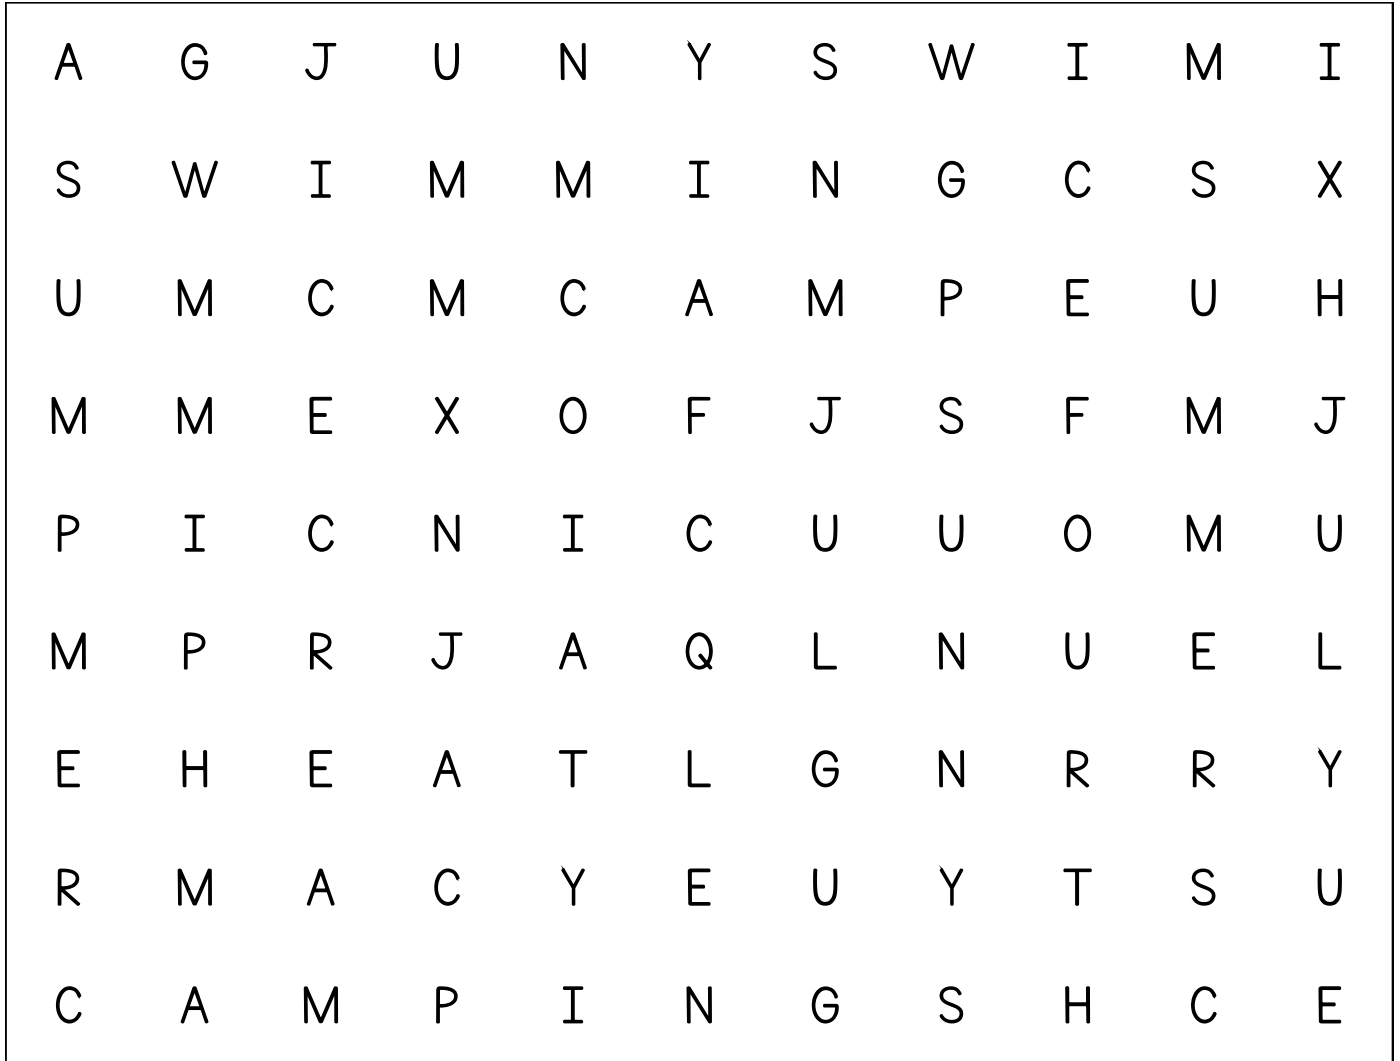 A G J U N Y S W I M I
S W I M M I N G C S X
U M C M C A M P E U H
M M E X O F J S F M J
P I C N I C U U O M U
M P R J A Q L N U E L
E H E A T L G N R R Y
R M A C Y E U Y T S U
C A M P I N G S H C E